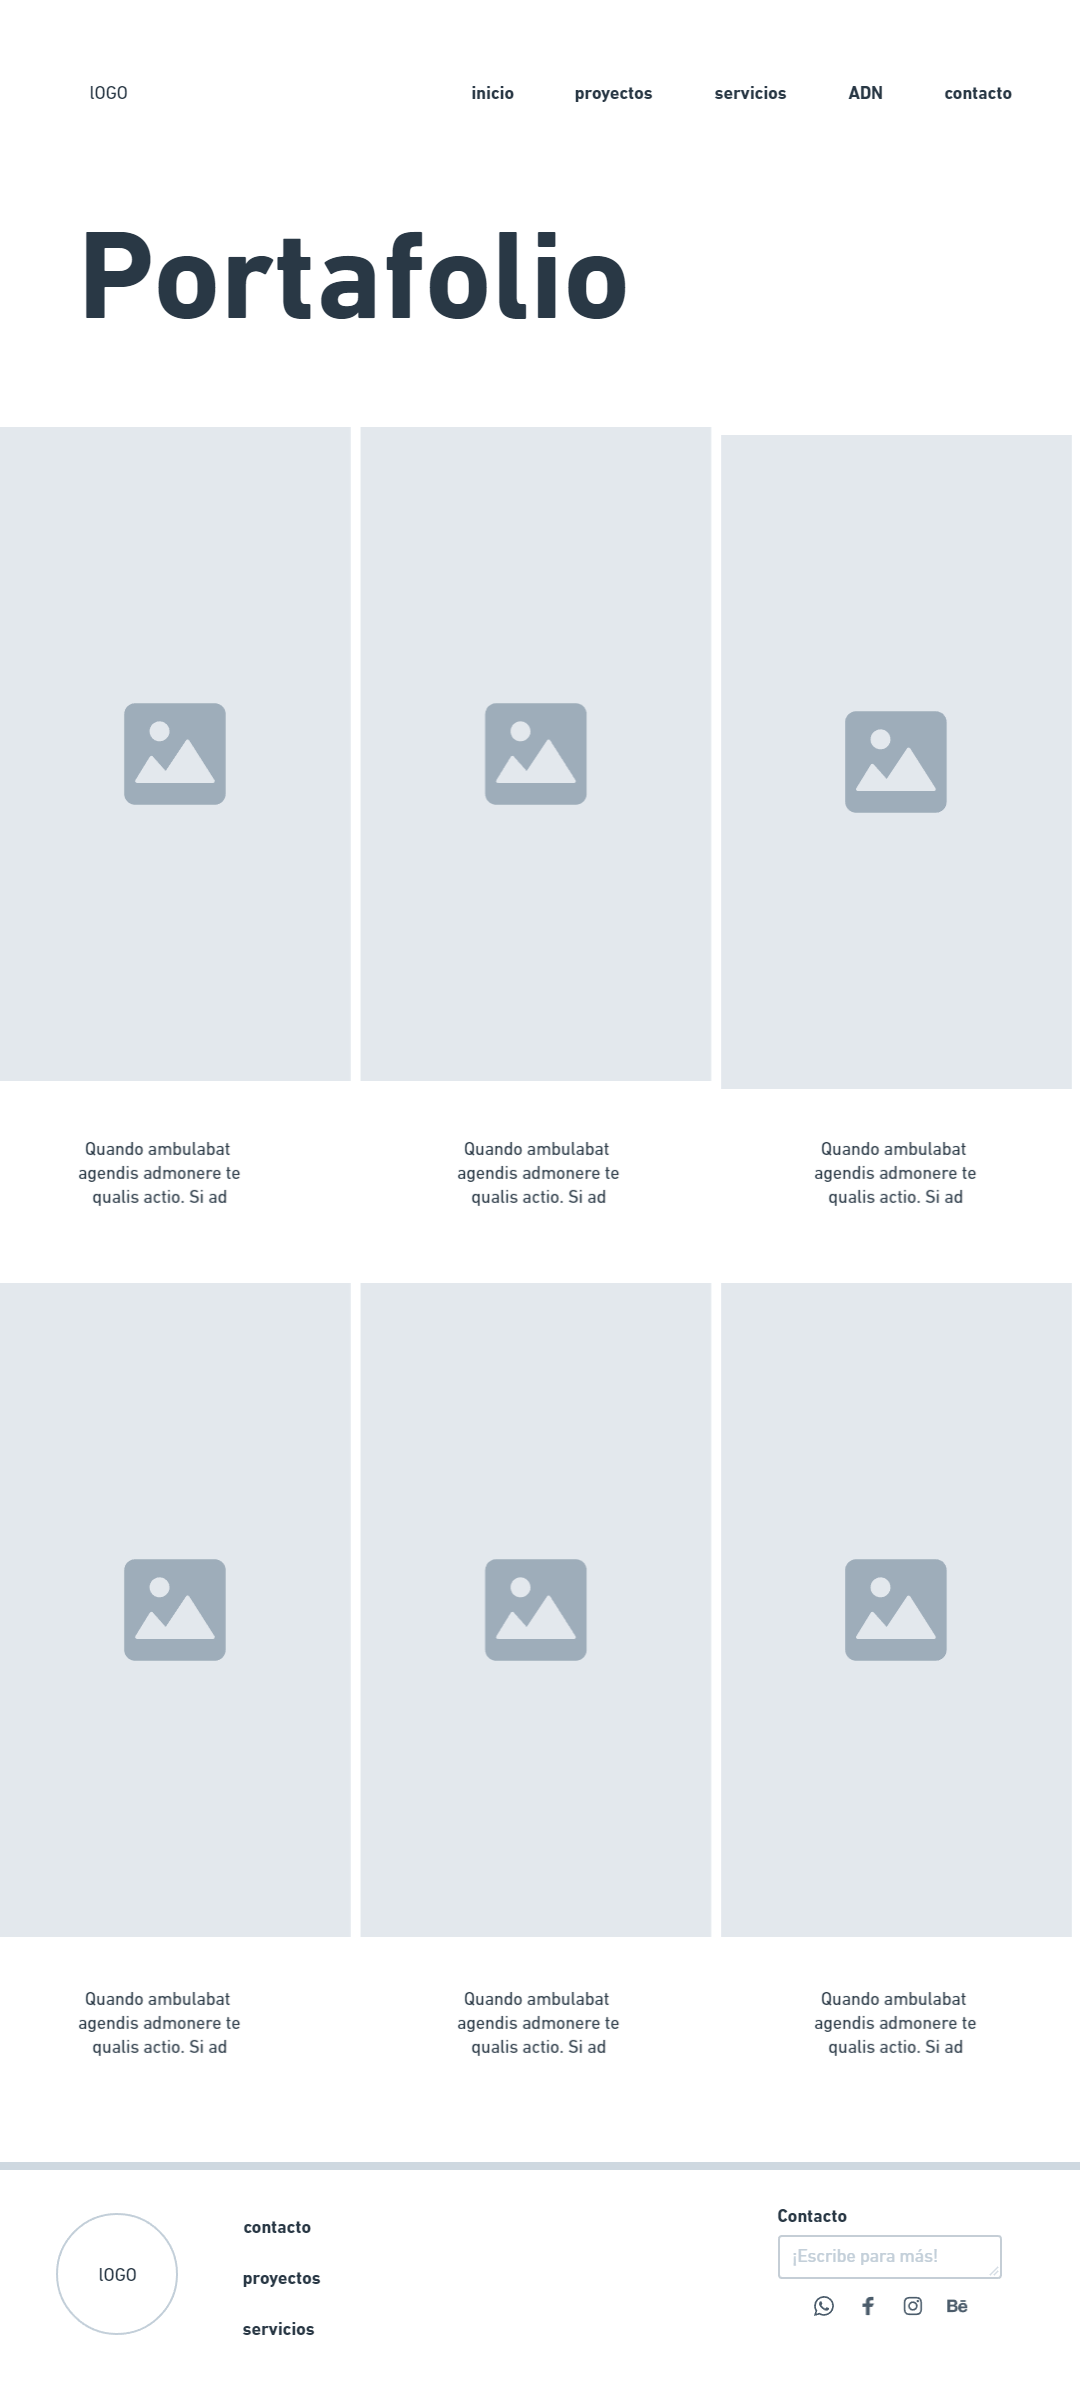 lOGO inicio proyectos servicios ADN contacto
Portafolio
Quando ambulabat
agendis admonere te
qualis actio. Si ad
Quando ambulabat
agendis admonere te
qualis actio. Si ad
Quando ambulabat
agendis admonere te
qualis actio. Si ad
Quando ambulabat
agendis admonere te
qualis actio. Si ad
Quando ambulabat
agendis admonere te
qualis actio. Si ad
Quando ambulabat
agendis admonere te
qualis actio. Si ad
lOGO
contacto
proyectos
servicios
Contacto
¡Escribe para más!
Bē